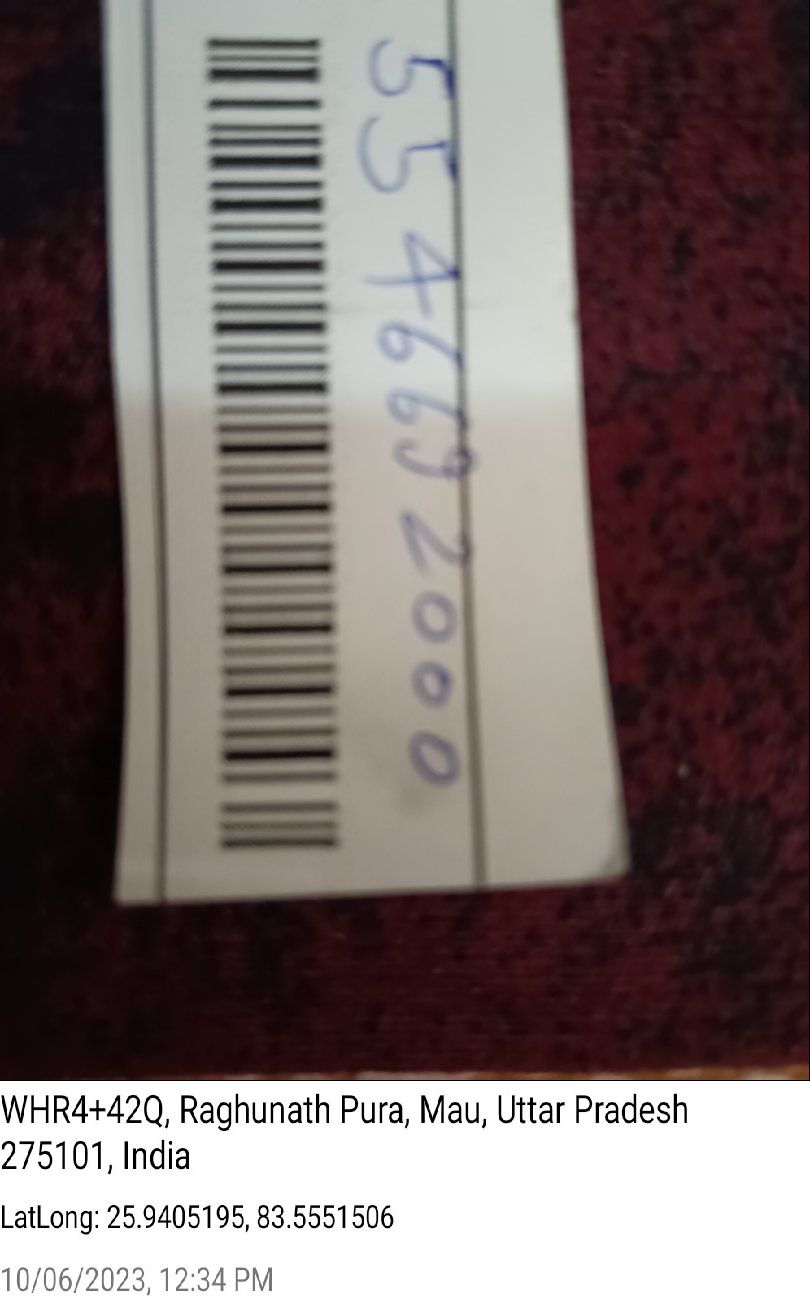 5546692000
WHR4+42Q, Raghunath Pura, Mau, Uttar Pradesh
275101, India
LatLong: 25.9405195, 83.5551506
10/06/2023, 12:34 PM